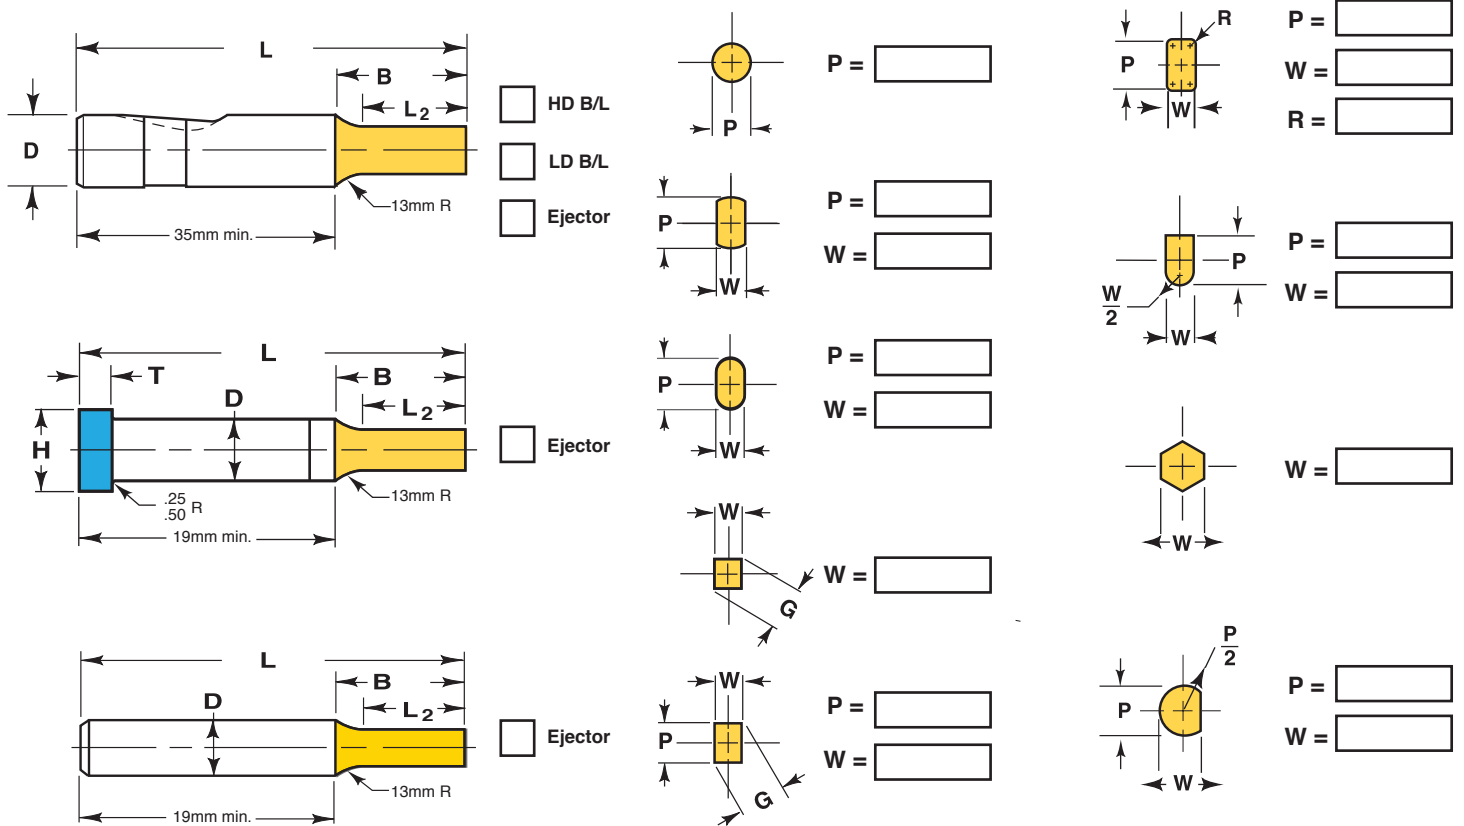 L
B
L2
D
13mm R
35mm min.
HD B/L
LD B/L
Ejector
L
T
B
D
L2
H
.25
.50 R
13mm R
19mm min.
Ejector
L
B
D
L2
13mm R
19mm min.
Ejector
P
P =
P
W
P =
W =
P
W
P =
W =
W
G
W =
W
P
G
P =
W =
R
P
W
P =
W =
R =
P
W
2
W
P =
W =
W
W =
P
2
P
W
P =
W =